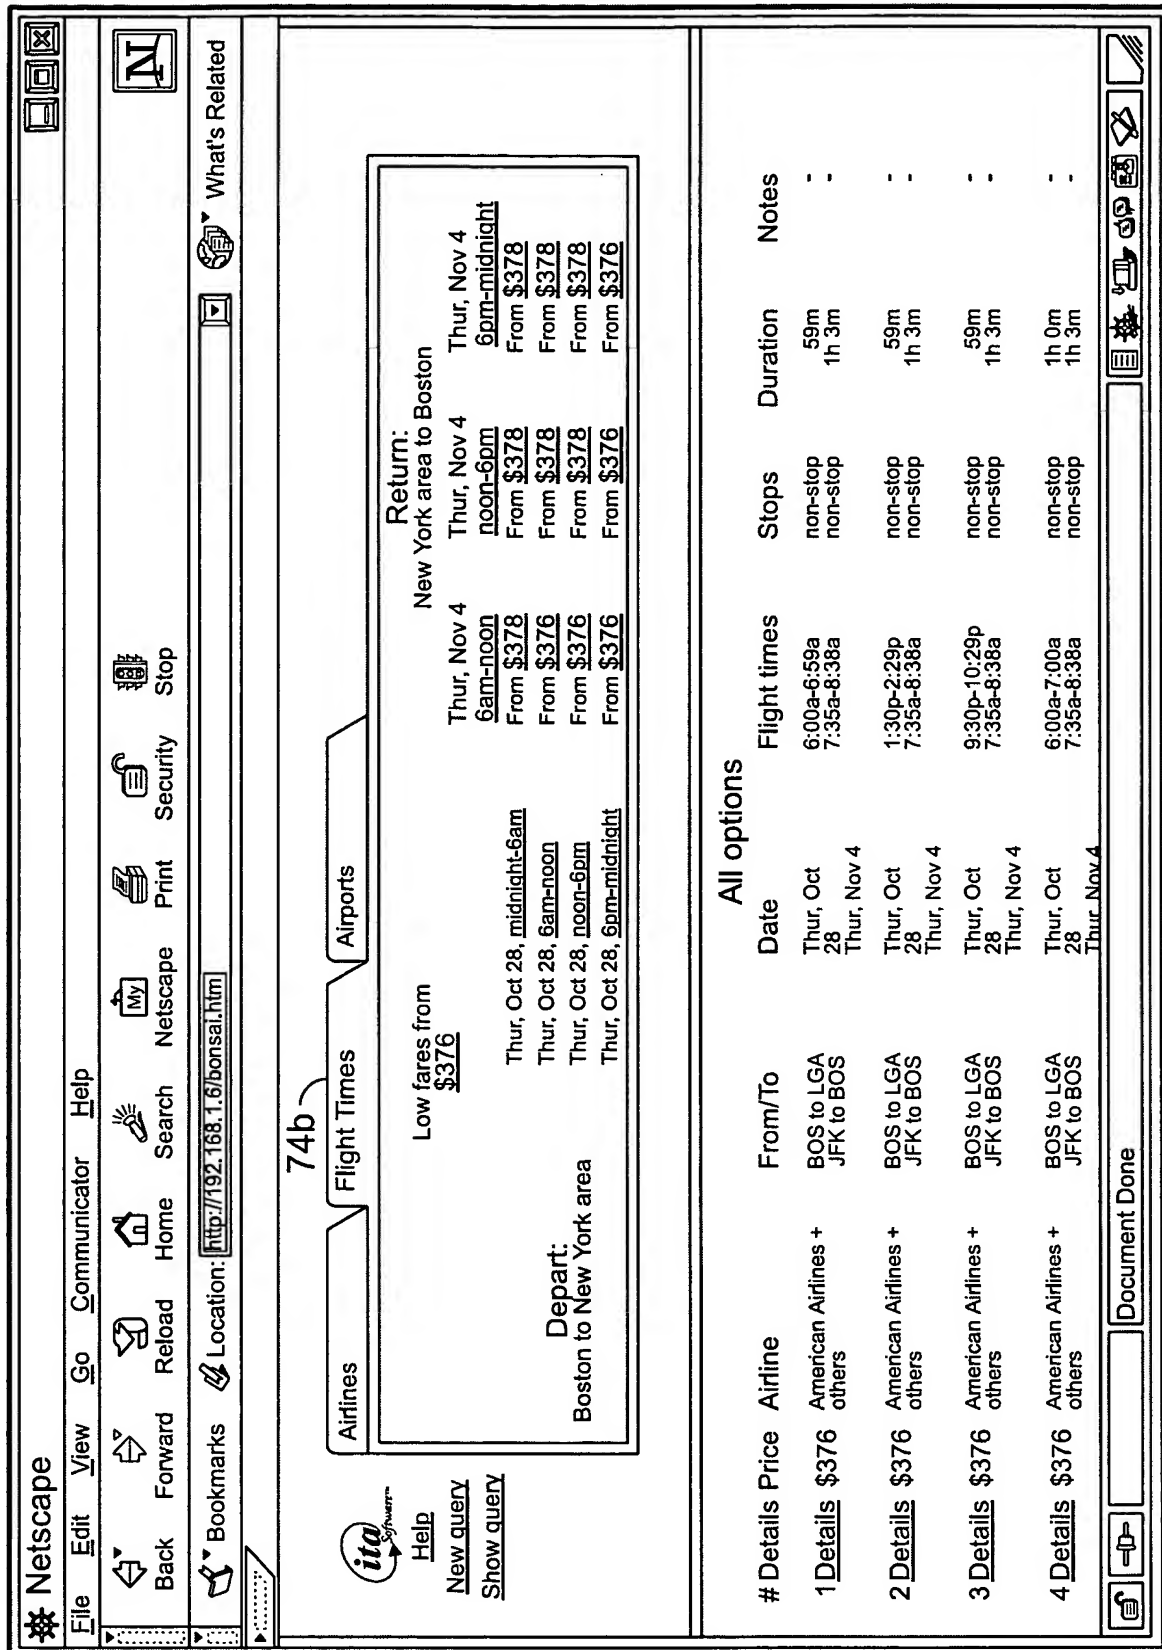 Netscape
File Edit View Go Communicator Help
Back Forward Reload Home Search Netscape Print Security Stop
My
N
Bookmarks Location: http://192.168.1.6/bonsai.htm What's Related
74b
ita Software™
Help
New query
Show query
Airlines Flight Times Airports
Low fares from
$376
Return:
New York area to Boston
Thur, Nov 4 Thur, Nov 4 Thur, Nov 4
6am-noon noon-6pm 6pm-midnight
Depart:
Boston to New York area
Thur, Oct 28, midnight-6am From $378 From $378 From $378
Thur, Oct 28, 6am-noon From $376 From $378 From $378
Thur, Oct 28, noon-6pm From $376 From $378 From $378
Thur, Oct 28, 6pm-midnight From $376 From $376 From $376
All options
# Details Price Airline From/To Date Flight times Stops Duration Notes
1 Details $376 American Airlines + BOS to LGA Thur, Oct 6:00a-6:59a non-stop 59m -
others JFK to BOS 28 7:35a-8:38a non-stop 1h 3m -
Thur, Nov 4
2 Details $376 American Airlines + BOS to LGA Thur, Oct 1:30p-2:29p non-stop 59m -
others JFK to BOS 28 7:35a-8:38a non-stop 1h 3m -
Thur, Nov 4
3 Details $376 American Airlines + BOS to LGA Thur, Oct 9:30p-10:29p non-stop 59m -
others JFK to BOS 28 7:35a-8:38a non-stop 1h 3m -
Thur, Nov 4
4 Details $376 American Airlines + BOS to LGA Thur, Oct 6:00a-7:00a non-stop 1h 0m -
others JFK to BOS 28 7:35a-8:38a non-stop 1h 3m -
Thur, Nov 4
Document Done